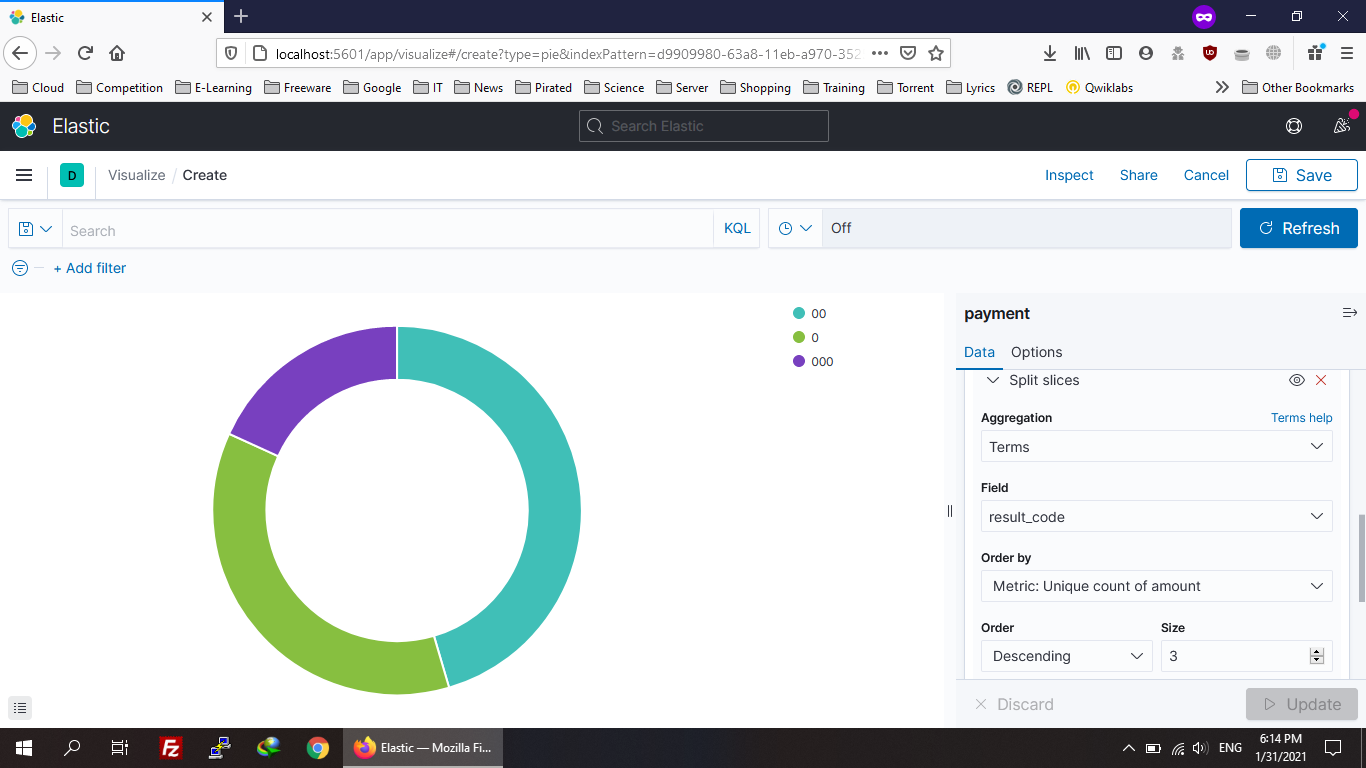 Elastic
localhost:5601/app/visualize#/create?type=pie&indexPattern=d9909980-63a8-11eb-a970-352
Cloud Competition E-Learning Freeware Google IT News Pirated Science Server Shopping Training Torrent Lyrics REPL Qwiklabs Other Bookmarks
Elastic Search Elastic
D Visualize / Create Inspect Share Cancel Save
Search KQL Off Refresh
+ Add filter
00
0
000
payment
Data Options
Split slices
Aggregation Terms help
Terms
Field
result_code
Order by
Metric: Unique count of amount
Order Size
Descending 3
Discard Update
Elastic — Mozilla Fi... ENG 6:14 PM
1/31/2021